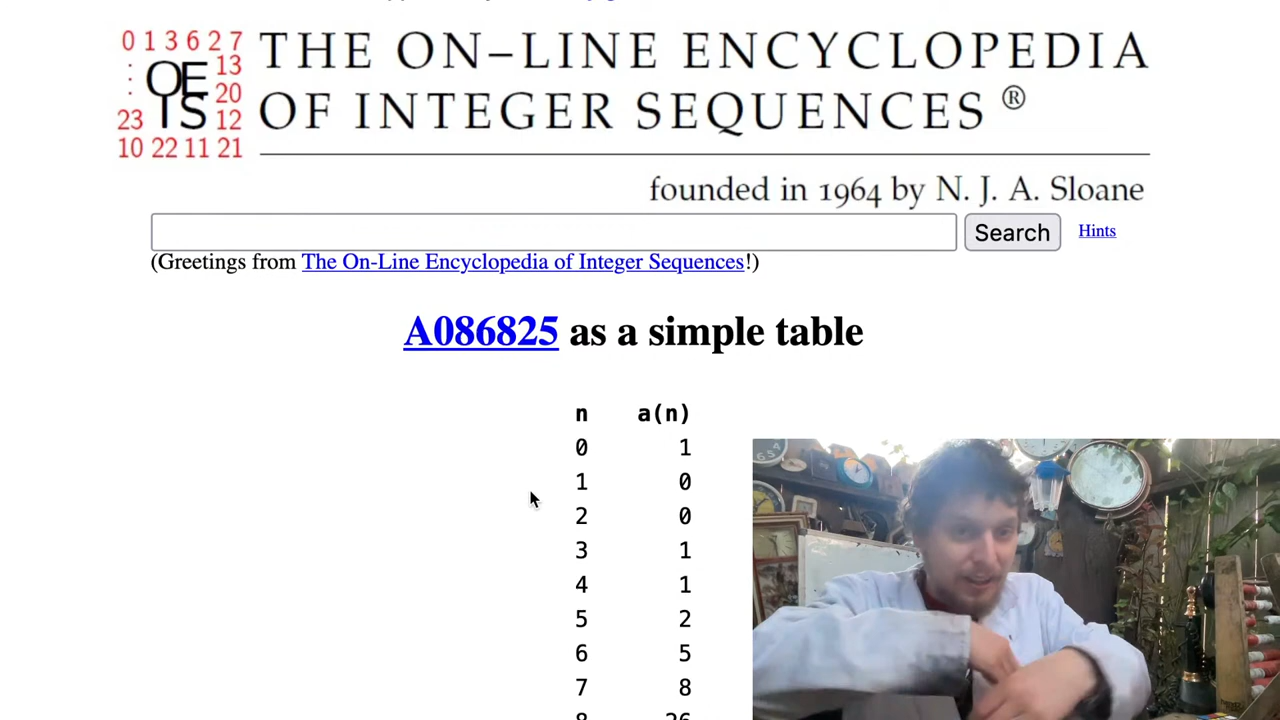 0 1 3 6 2 7
: 13
: OE 20
23 IS 12
10 22 11 21
THE ON–LINE ENCYCLOPEDIA
OF INTEGER SEQUENCES ®
founded in 1964 by N. J. A. Sloane
Search Hints
(Greetings from The On-Line Encyclopedia of Integer Sequences!)
A086825 as a simple table
n a(n)
0 1
1 0
2 0
3 1
4 1
5 2
6 5
7 8